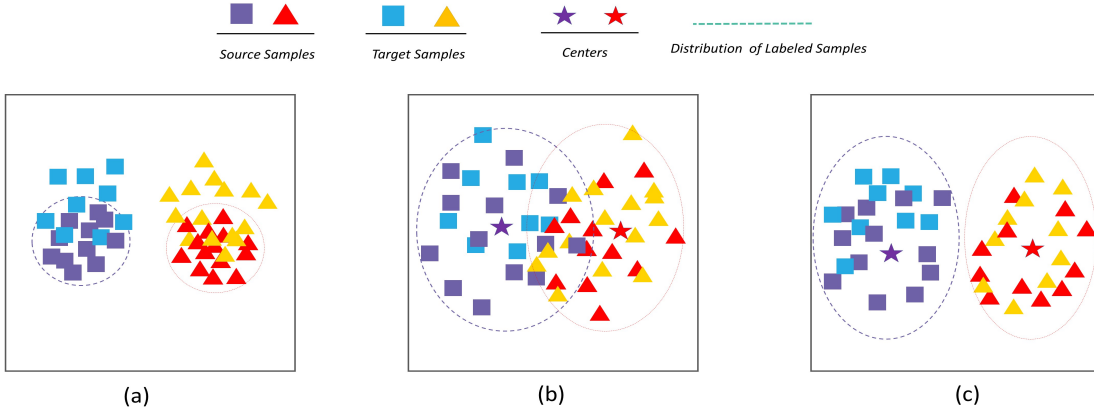 Source Samples
Target Samples
Centers
Distribution of Labeled Samples
(a)
(b)
(c)